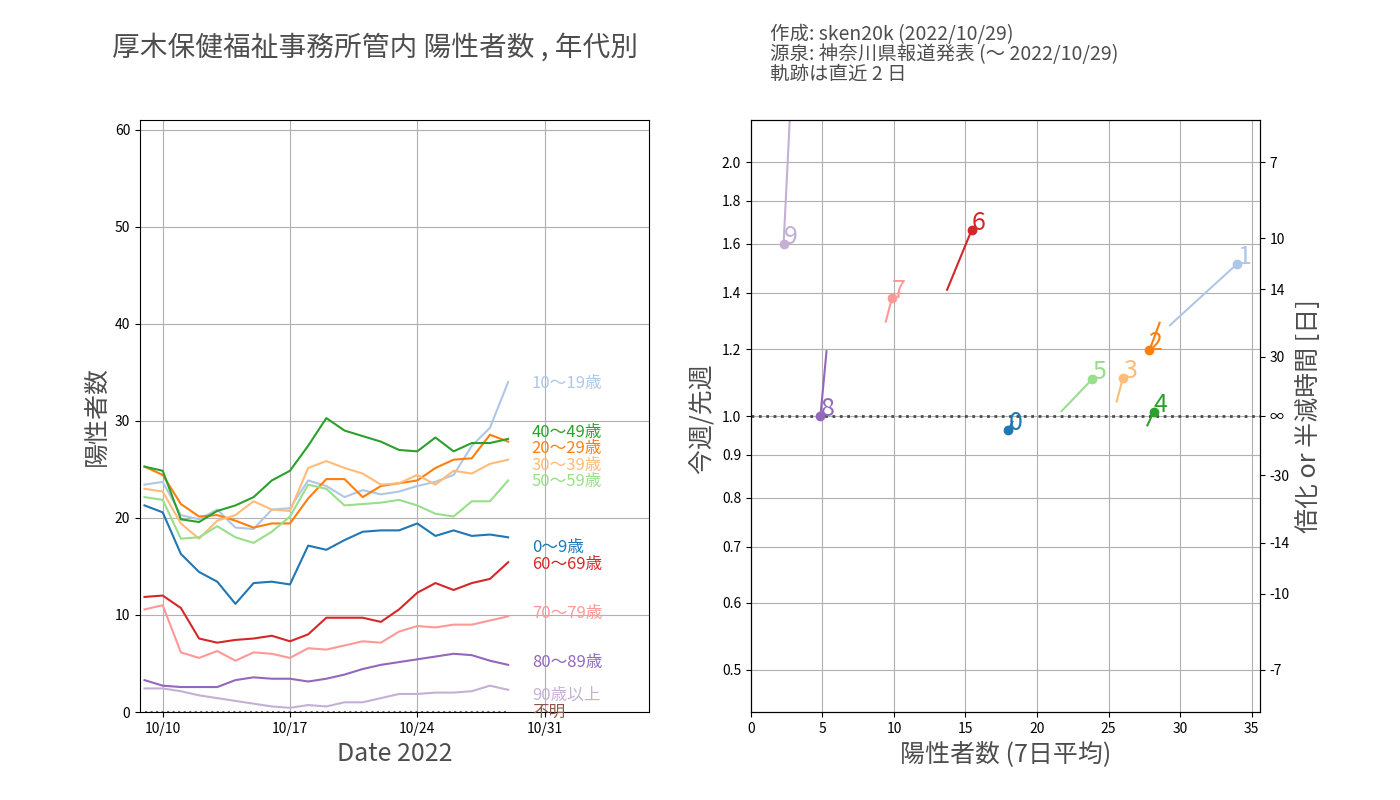 厚木保健福祉事務所管内 陽性者数 , 年代別
作成: sken20k (2022/10/29)
源泉: 神奈川県報道発表 (〜 2022/10/29)
軌跡は直近 2 日
陽性者数
60
50
40
30
20
10
0
10/10
10/17
10/24
10/31
Date 2022
10〜19歳
40〜49歳
20〜29歳
30〜39歳
50〜59歳
0〜9歳
60〜69歳
70〜79歳
80〜89歳
90歳以上
不明
今週/先週
2.0
1.8
1.6
1.4
1.2
1.0
0.9
0.8
0.7
0.6
0.5
9
6
1
7
2
5
3
8
4
0
0
5
10
15
20
25
30
35
陽性者数 (7日平均)
7
10
14
30
∞
-30
-14
-10
-7
倍化 or 半減時間 [日]